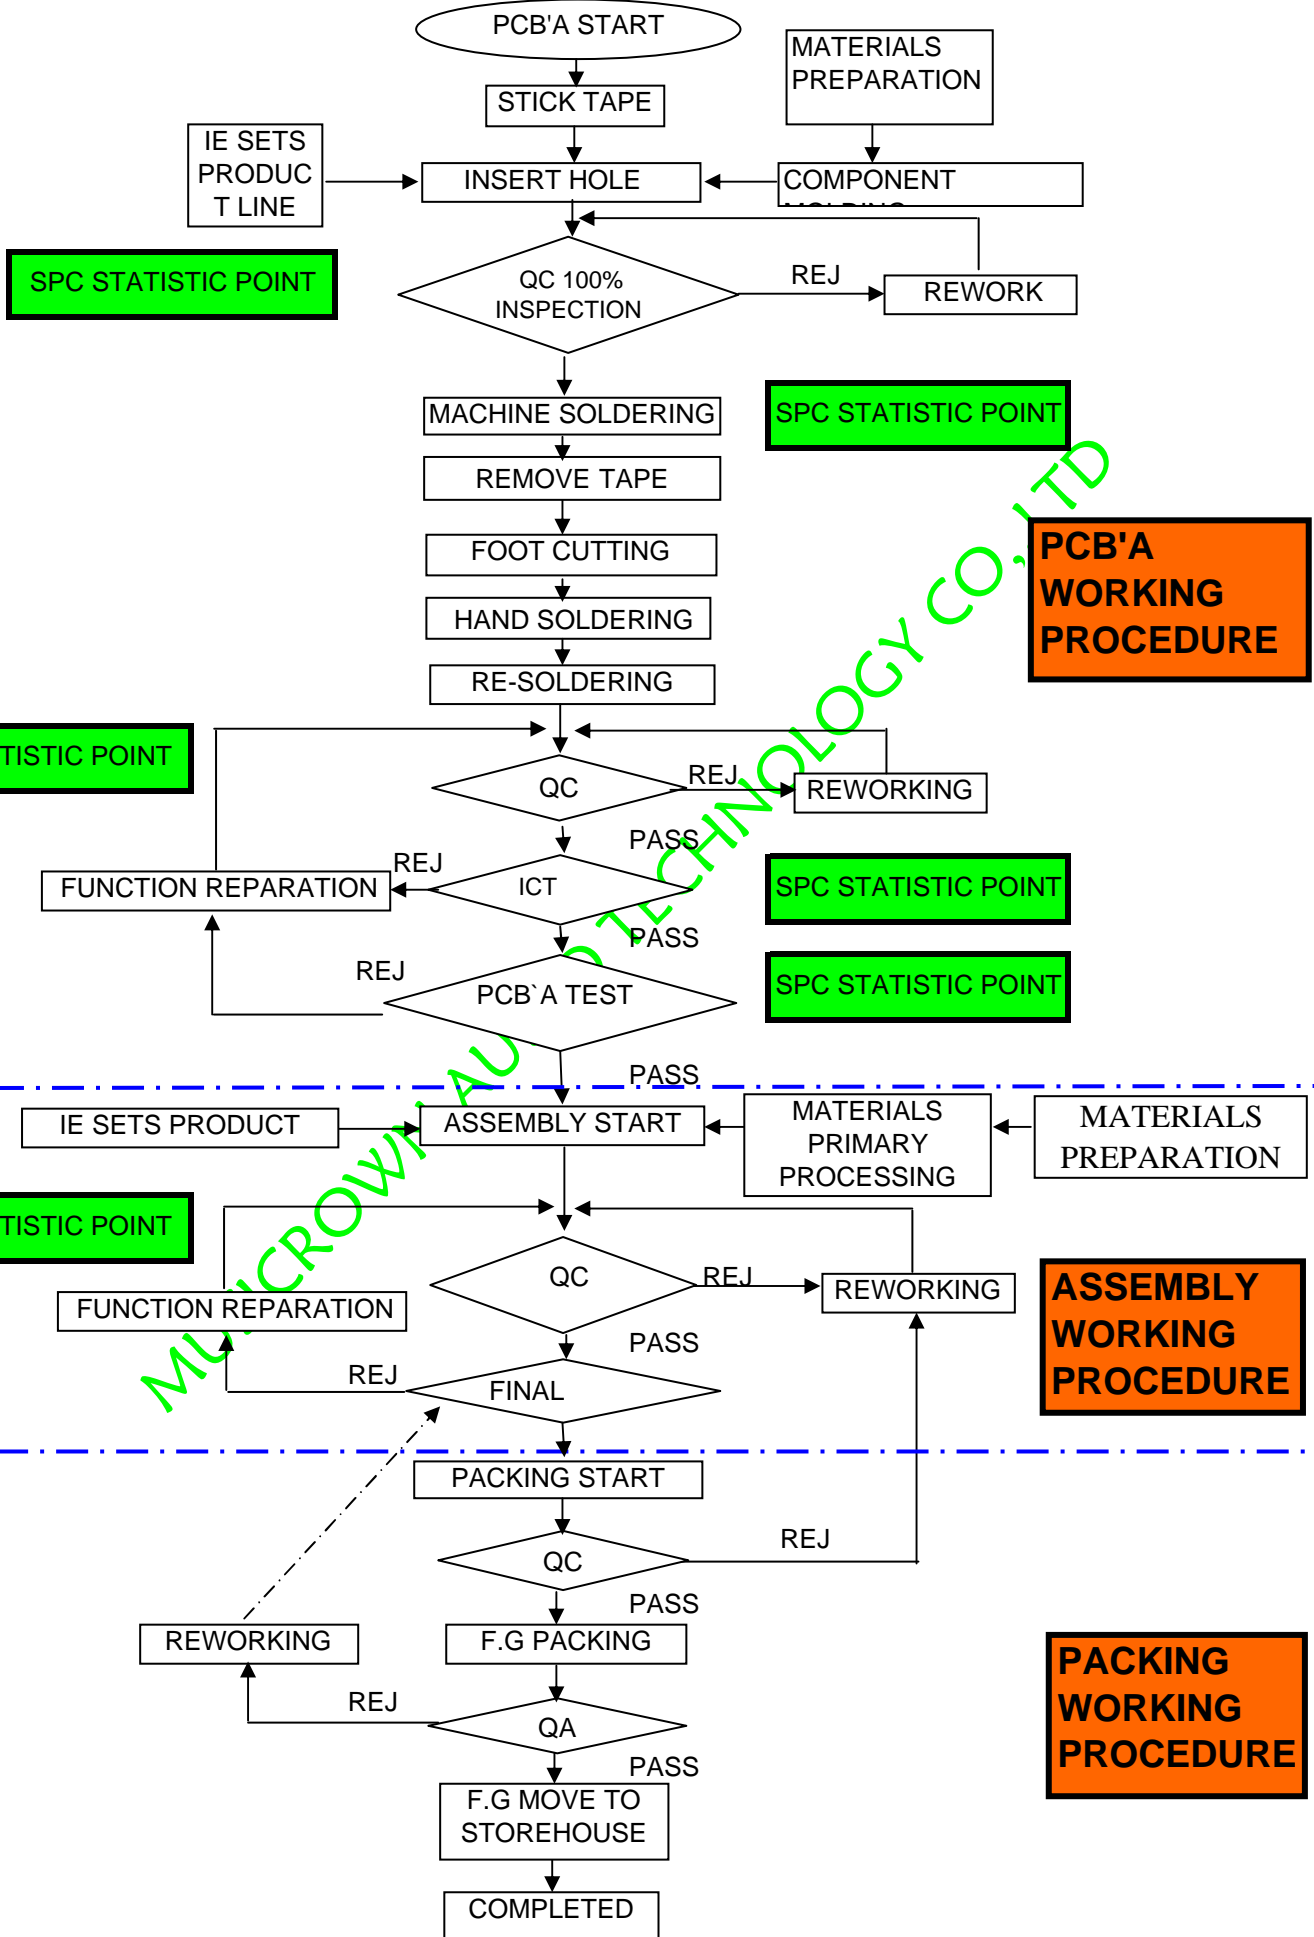 PCB'A START
MATERIALS
PREPARATION
STICK TAPE
IE SETS
PRODUC
T LINE
INSERT HOLE
COMPONENT
SPC STATISTIC POINT
QC 100%
INSPECTION
REJ
REWORK
MACHINE SOLDERING
SPC STATISTIC POINT
REMOVE TAPE
FOOT CUTTING
PCB'A
WORKING
PROCEDURE
HAND SOLDERING
RE-SOLDERING
TISTIC POINT
QC
REJ
REWORKING
PASS
REJ
FUNCTION REPARATION
ICT
SPC STATISTIC POINT
PASS
REJ
PCB`A TEST
SPC STATISTIC POINT
PASS
IE SETS PRODUCT
ASSEMBLY START
MATERIALS
PRIMARY
PROCESSING
MATERIALS
PREPARATION
TISTIC POINT
QC
REJ
REWORKING
FUNCTION REPARATION
ASSEMBLY
WORKING
PROCEDURE
PASS
REJ
FINAL
PACKING START
QC
REJ
PASS
REWORKING
F.G PACKING
PACKING
WORKING
PROCEDURE
REJ
QA
PASS
F.G MOVE TO
STOREHOUSE
COMPLETED
TECHNOLOGY CO.,LTD